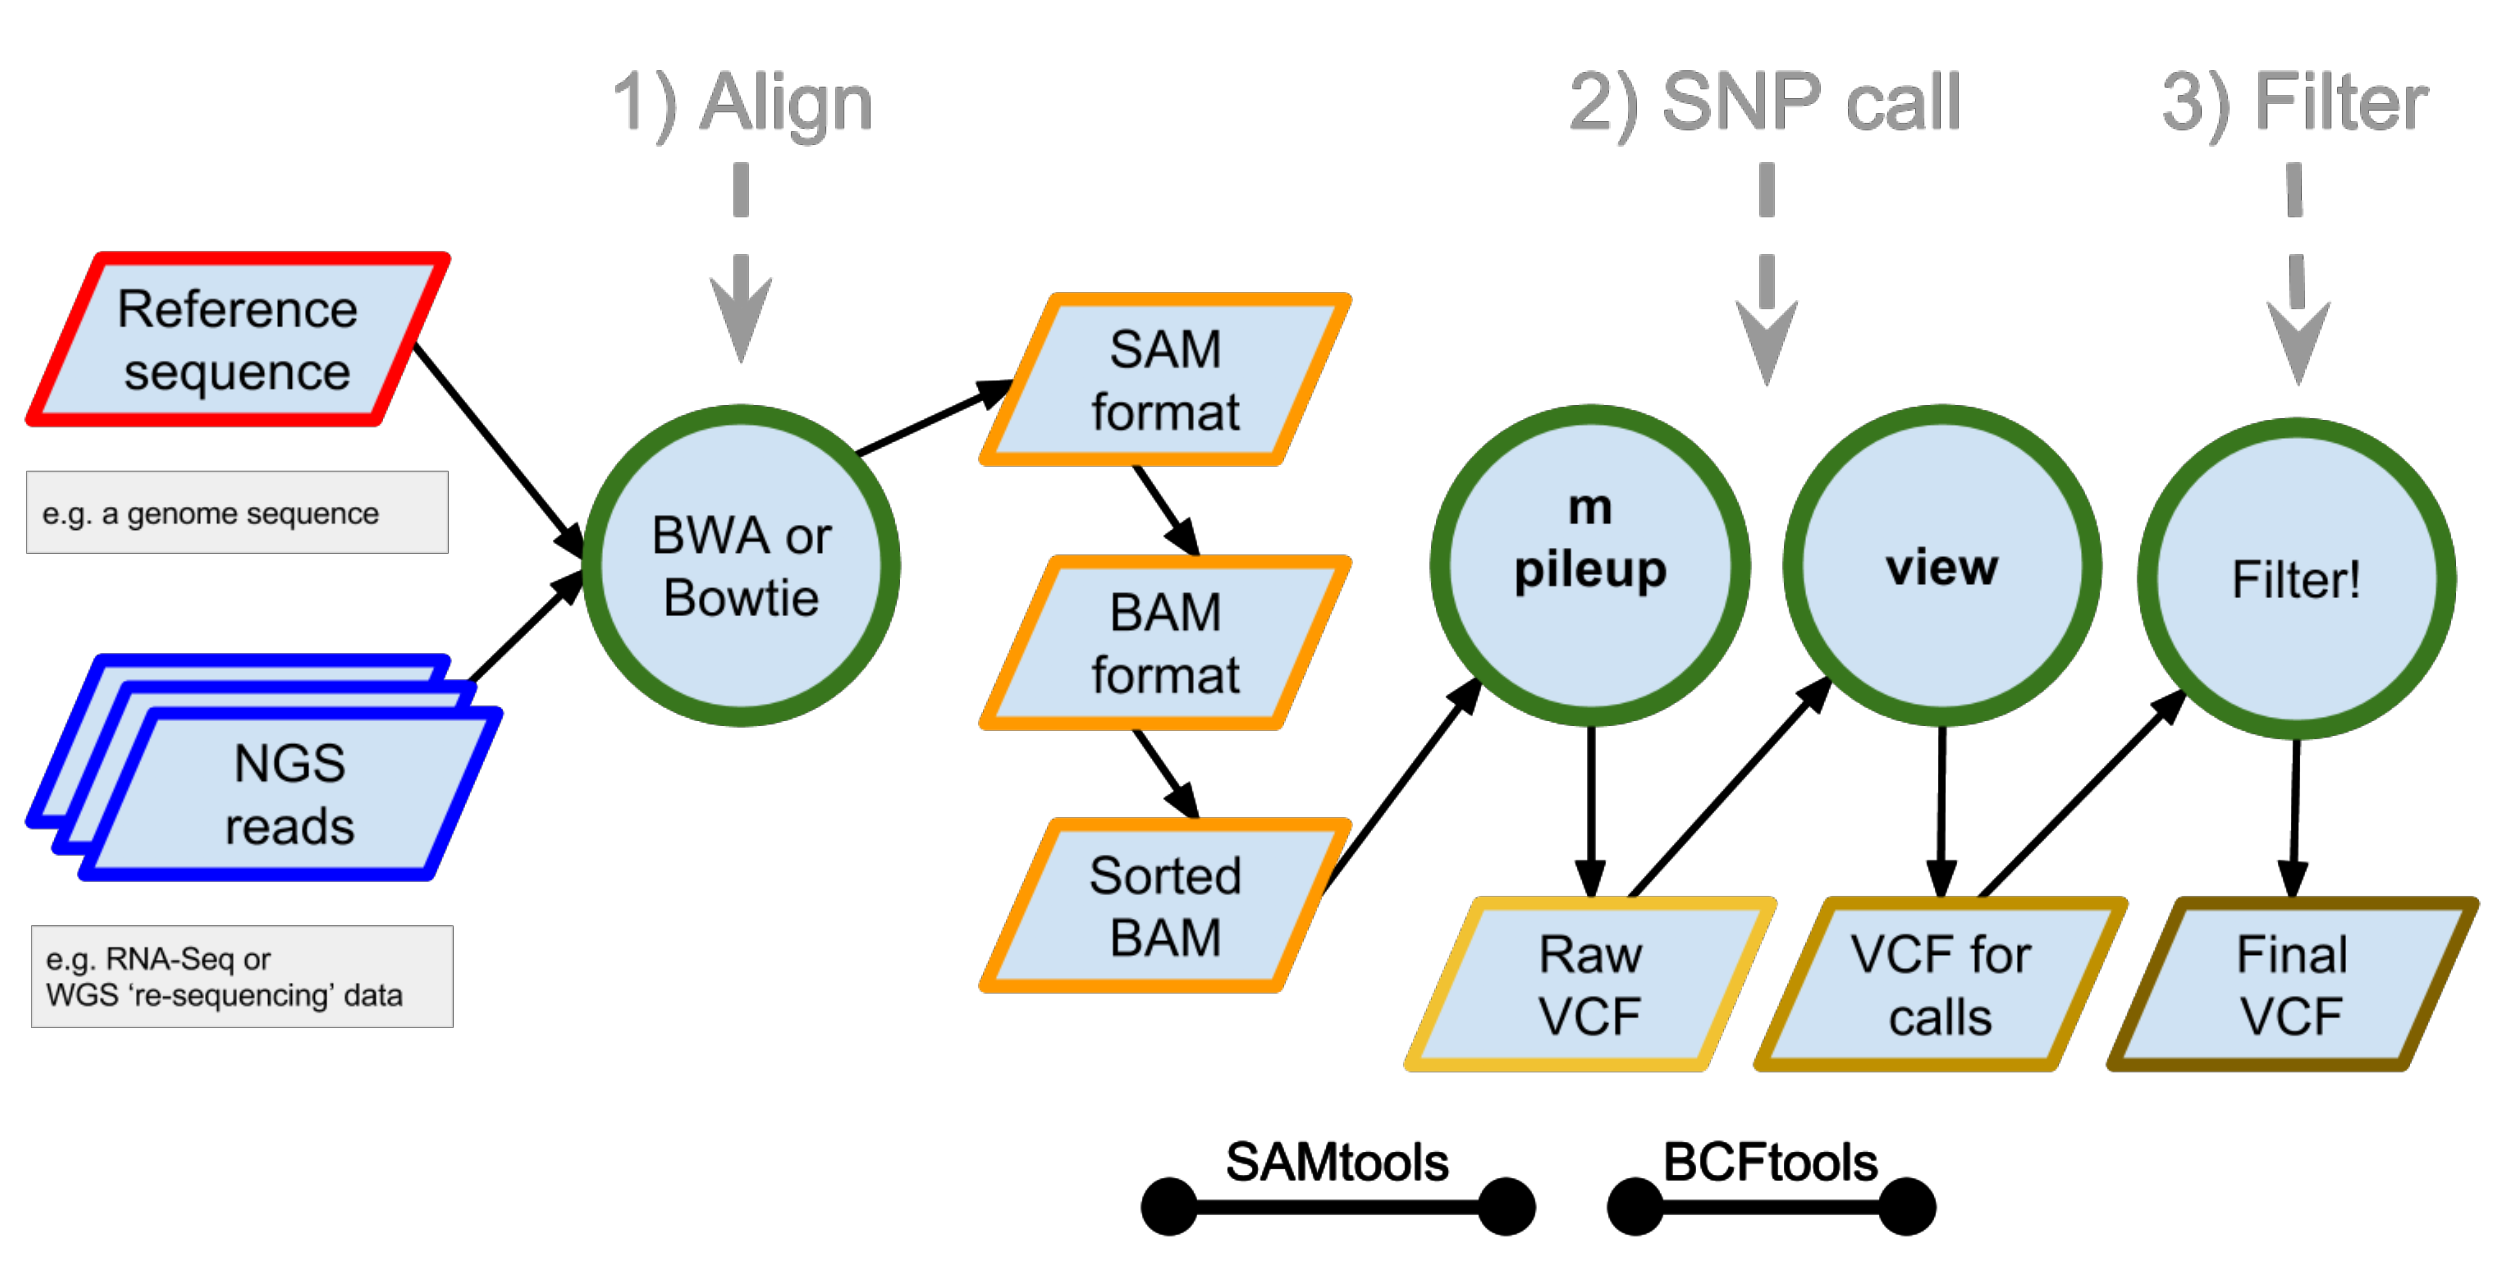 1) Align
2) SNP call
3) Filter
Reference
sequence
e.g. a genome sequence
NGS
reads
e.g. RNA-Seq or
WGS ‘re-sequencing’ data
BWA or
Bowtie
SAM
format
BAM
format
Sorted
BAM
m
pileup
view
Filter!
Raw
VCF
VCF for
calls
Final
VCF
SAMtools
BCFtools